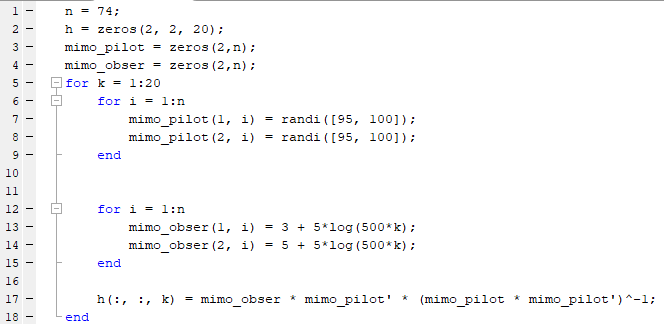 1 - n = 74;
2 - h = zeros(2, 2, 20);
3 - mimo_pilot = zeros(2,n);
4 - mimo_obser = zeros(2,n);
5 - for k = 1:20
6 - for i = 1:n
7 - mimo_pilot(1, i) = randi([95, 100]);
8 - mimo_pilot(2, i) = randi([95, 100]);
9 - end
10
11
12 - for i = 1:n
13 - mimo_obser(1, i) = 3 + 5*log(500*k);
14 - mimo_obser(2, i) = 5 + 5*log(500*k);
15 - end
16
17 - h(:, :, k) = mimo_obser * mimo_pilot' * (mimo_pilot * mimo_pilot')^-1;
18 - end